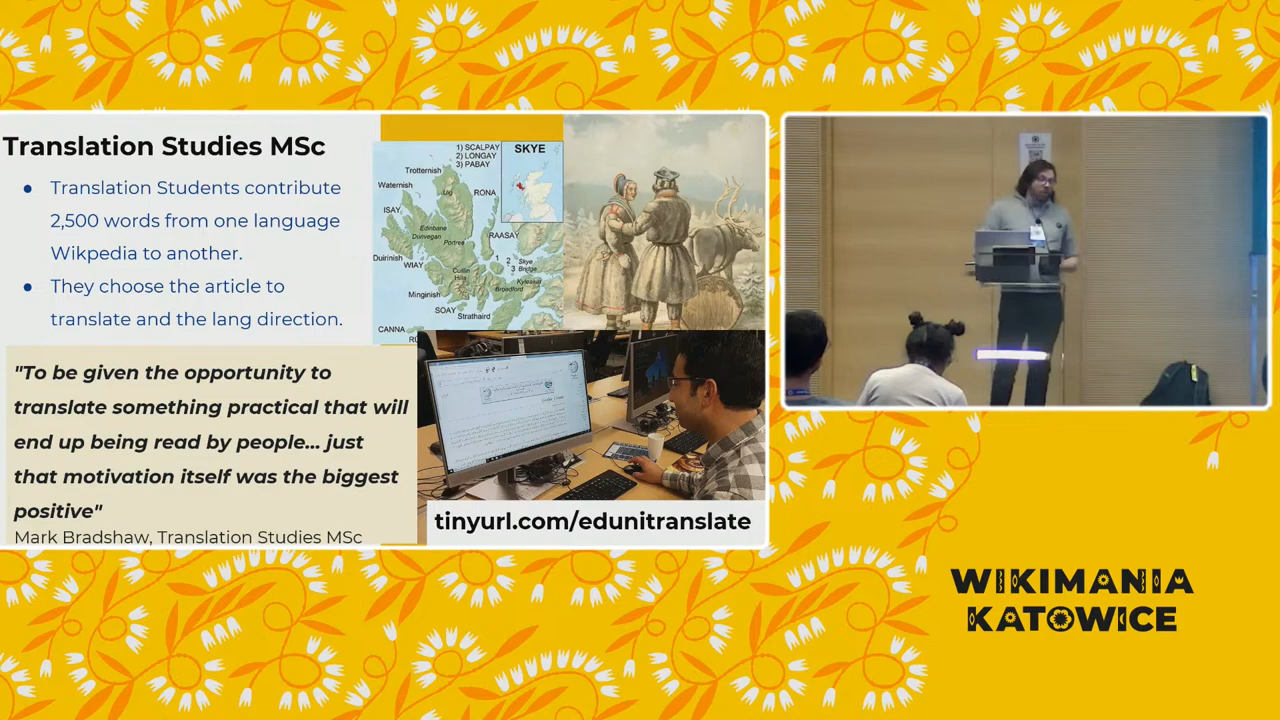 Translation Studies MSc
● Translation Students contribute
2,500 words from one language
Wikpedia to another.
● They choose the article to
translate and the lang direction.
"To be given the opportunity to
translate something practical that will
end up being read by people... just
that motivation itself was the biggest
positive"
Mark Bradshaw, Translation Studies MSc
1) SCALPAY
2) LONGAY
3) PABAY
SKYE
Trotternish
Waternish
Uig
RONA
ISAY
Edinbane
Dunvegan
Portree
RAASAY
Duirinish
WIAY
1
2
3
Skye
Bridge
Cuillin
Hills
Kyleakin
Broadford
Minginish
SOAY
Strathaird
CANNA
tinyurl.com/edunitranslate
WIKIMANIA
KATOWICE